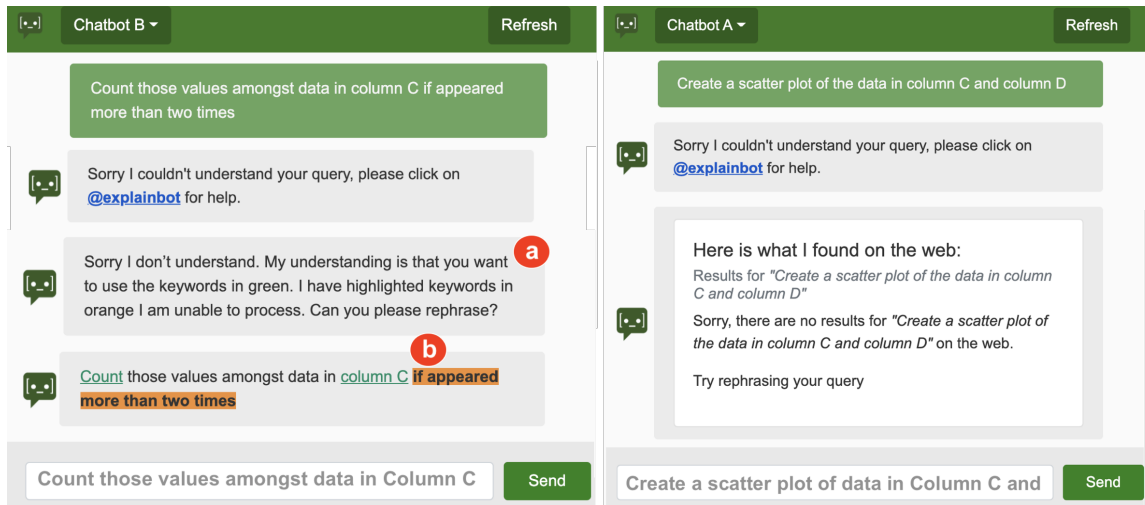 [•_•] Chatbot B Refresh
Count those values amongst data in column C if appeared
more than two times
Sorry I couldn't understand your query, please click on
@explainbot for help.
a
Sorry I don't understand. My understanding is that you want
to use the keywords in green. I have highlighted keywords in
orange I am unable to process. Can you please rephrase?
b
Count those values amongst data in column C if appeared
more than two times
Count those values amongst data in Column C Send
[•_•] Chatbot A Refresh
Create a scatter plot of the data in column C and column D
Sorry I couldn't understand your query, please click on
@explainbot for help.
Here is what I found on the web:
Results for "Create a scatter plot of the data in column
C and column D"
Sorry, there are no results for "Create a scatter plot of
the data in column C and column D" on the web.
Try rephrasing your query
Create a scatter plot of data in Column C and Send